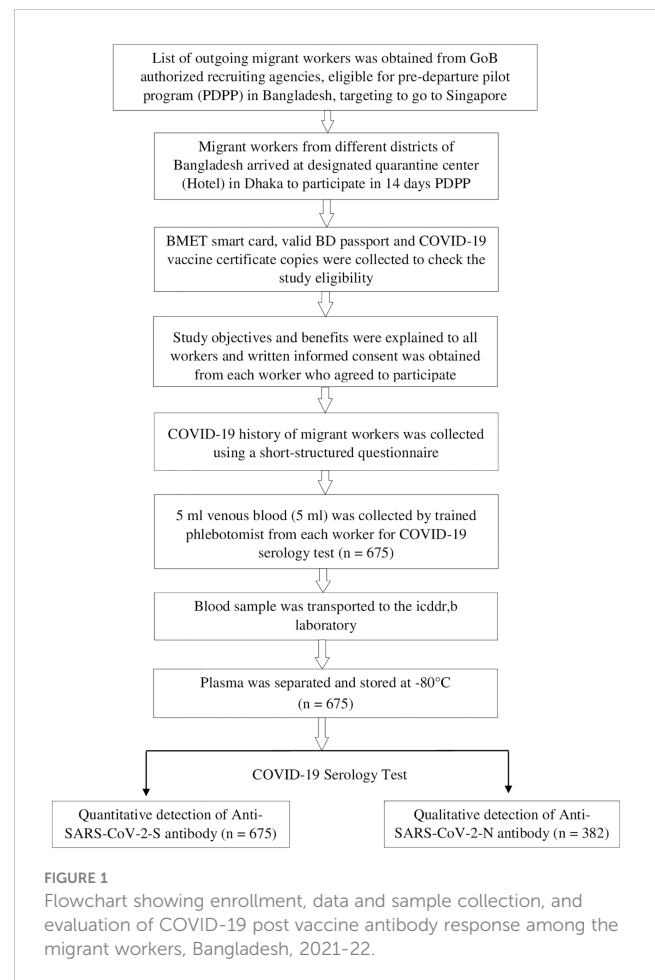 List of outgoing migrant workers was obtained from GoB
authorized recruiting agencies, eligible for pre-departure pilot
program (PDPP) in Bangladesh, targeting to go to Singapore
Migrant workers from different districts of
Bangladesh arrived at designated quarantine center
(Hotel) in Dhaka to participate in 14 days PDPP
BMET smart card, valid BD passport and COVID-19
vaccine certificate copies were collected to check the
study eligibility
Study objectives and benefits were explained to all
workers and written informed consent was obtained
from each worker who agreed to participate
COVID-19 history of migrant workers was collected
using a short-structured questionnaire
5 ml venous blood (5 ml) was collected by trained
phlebotomist from each worker for COVID-19
serology test (n = 675)
Blood sample was transported to the icddr,b
laboratory
Plasma was separated and stored at -80°C
(n = 675)
COVID-19 Serology Test
Quantitative detection of Anti-
SARS-CoV-2-S antibody (n = 675)
Qualitative detection of Anti-
SARS-CoV-2-N antibody (n = 382)
FIGURE 1
Flowchart showing enrollment, data and sample collection, and
evaluation of COVID-19 post vaccine antibody response among the
migrant workers, Bangladesh, 2021-22.